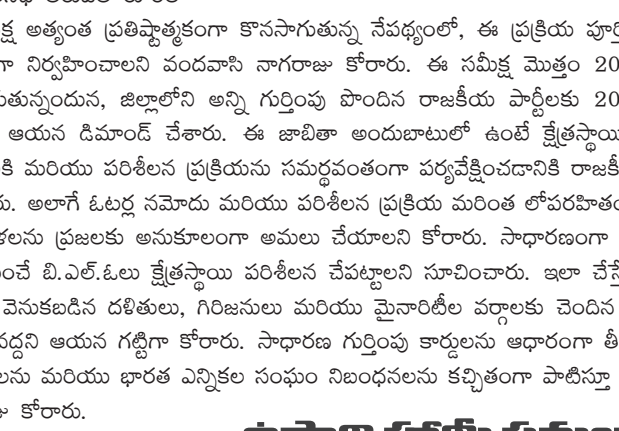 క్ష అత్యంత ప్రతిష్టాత్మకంగా కొనసాగుతున్న నేపథ్యంలో, ఈ ప్రక్రియ పూర్తి
గా నిర్వహించాలని వందవాసి నాగరాజు కోరారు. ఈ సమీక్ష మొత్తం 20
తున్నందున, జిల్లాలోని అన్ని గుర్తింపు పొందిన రాజకీయ పార్టీలకు 20
ఆయన డిమాండ్ చేశారు. ఈ జాబితా అందుబాటులో ఉంటే క్షేత్రస్థాయి
కి మరియు పరిశీలన ప్రక్రియను సమర్థవంతంగా పర్యవేక్షించడానికి రాజకీ
రు. అలాగే ఓటర్ల నమోదు మరియు పరిశీలన ప్రక్రియ మరింత లోపరహితం
ళలను ప్రజలకు అనుకూలంగా అమలు చేయాలని కోరారు. సాధారణంగా
ంచే బి.ఎల్.ఓలు క్షేత్రస్థాయి పరిశీలన చేపట్టాలని సూచించారు. ఇలా చేస్తే
వెనుకబడిన దళితులు, గిరిజనులు మరియు మైనారిటీల వర్గాలకు చెందిన
వద్దని ఆయన గట్టిగా కోరారు. సాధారణ గుర్తింపు కార్డులను ఆధారంగా తీ
లను మరియు భారత ఎన్నికల సంఘం నిబంధనలను కచ్చితంగా పాటిస్తూ
జు కోరారు.